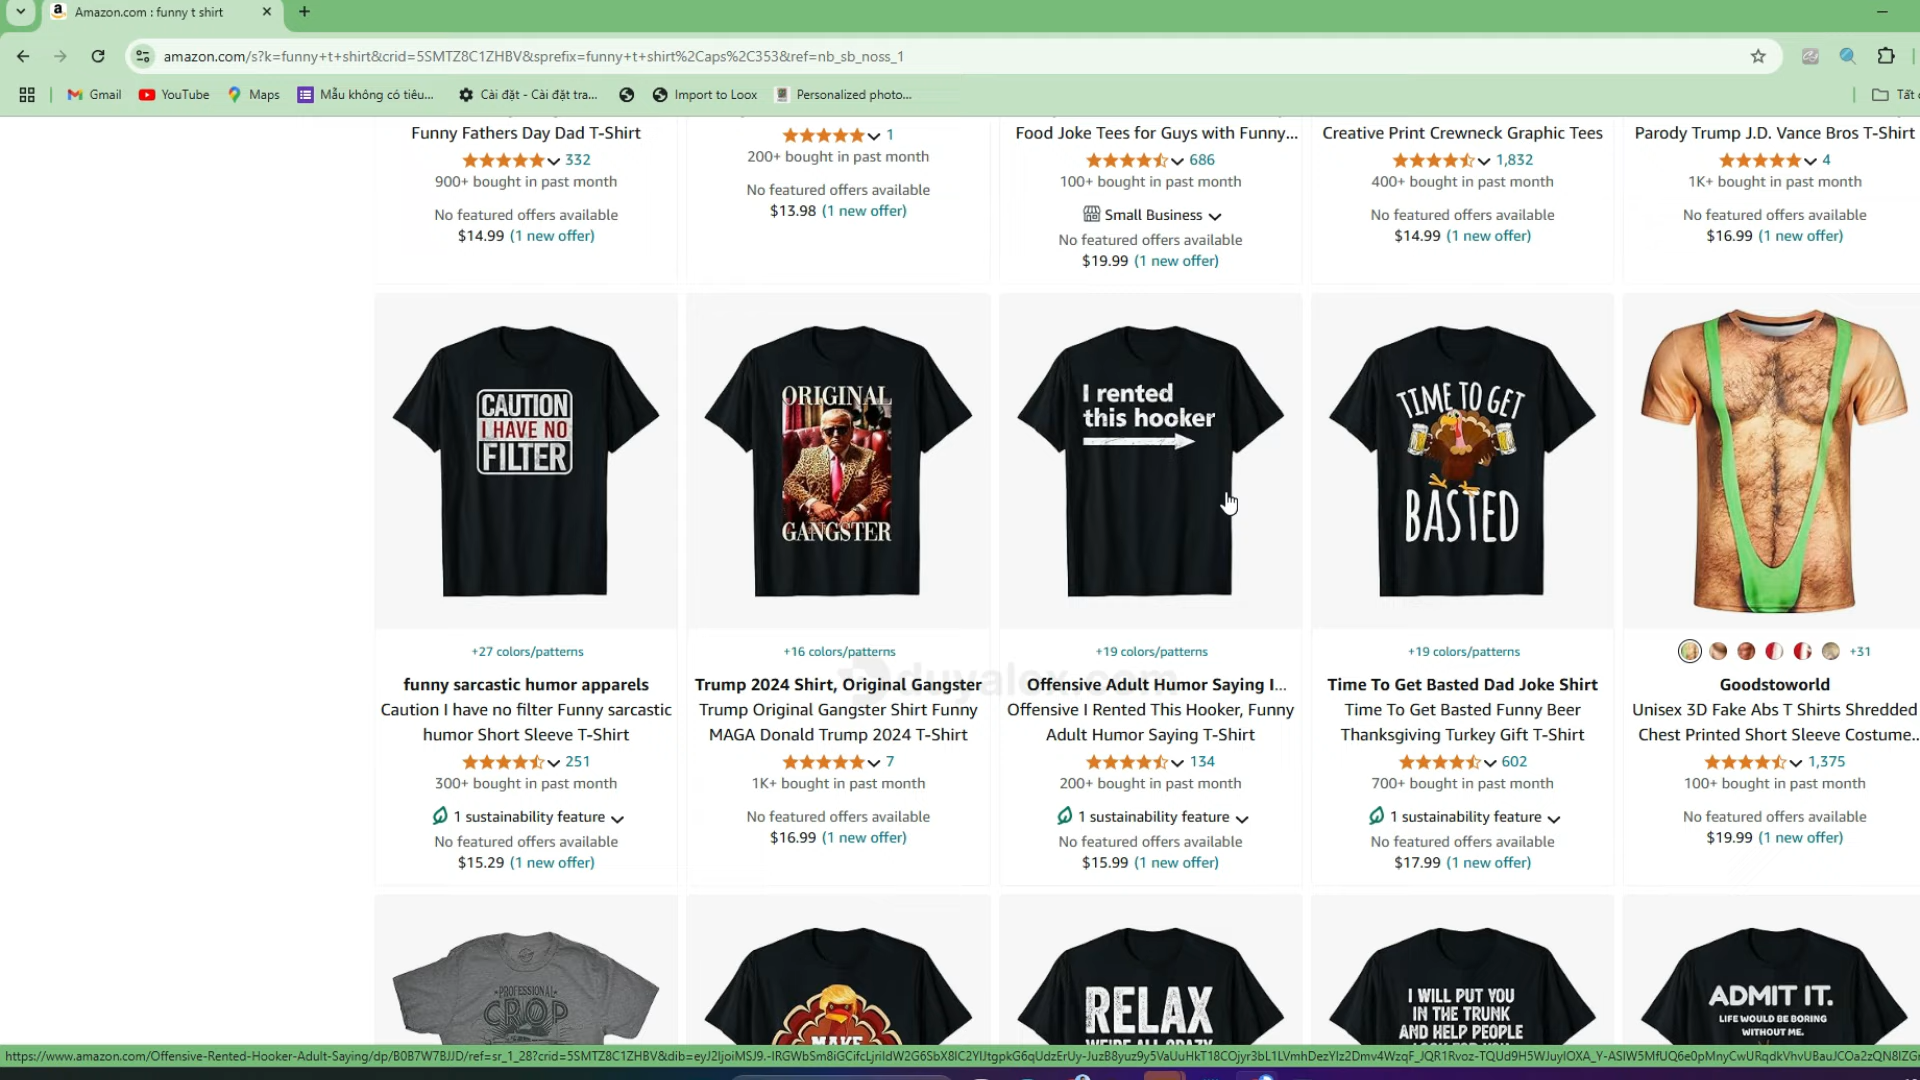 Amazon.com : funny t shirt
amazon.com/s?k=funny+t+shirt&crid=5SMTZ8C1ZHBV&sprefix=funny+t+shirt%2Caps%2C353&ref=nb_sb_noss_1
Gmail YouTube Maps Mẫu không có tiêu... Cài đặt - Cài đặt tra... Import to Loox Personalized photo...
Funny Fathers Day Dad T-Shirt
332
900+ bought in past month
No featured offers available
$14.99 (1 new offer)
1
200+ bought in past month
No featured offers available
$13.98 (1 new offer)
Food Joke Tees for Guys with Funny...
686
100+ bought in past month
Small Business
No featured offers available
$19.99 (1 new offer)
Creative Print Crewneck Graphic Tees
1,832
400+ bought in past month
No featured offers available
$14.99 (1 new offer)
Parody Trump J.D. Vance Bros T-Shirt
4
1K+ bought in past month
No featured offers available
$16.99 (1 new offer)
CAUTION
I HAVE NO
FILTER
ORIGINAL
GANGSTER
I rented
this hooker
TIME TO GET
BASTED
+27 colors/patterns
funny sarcastic humor apparels
Caution I have no filter Funny sarcastic
humor Short Sleeve T-Shirt
251
300+ bought in past month
1 sustainability feature
No featured offers available
$15.29 (1 new offer)
+16 colors/patterns
Trump 2024 Shirt, Original Gangster
Trump Original Gangster Shirt Funny
MAGA Donald Trump 2024 T-Shirt
7
1K+ bought in past month
No featured offers available
$16.99 (1 new offer)
+19 colors/patterns
Offensive Adult Humor Saying I...
Offensive I Rented This Hooker, Funny
Adult Humor Saying T-Shirt
134
200+ bought in past month
1 sustainability feature
No featured offers available
$15.99 (1 new offer)
+19 colors/patterns
Time To Get Basted Dad Joke Shirt
Time To Get Basted Funny Beer
Thanksgiving Turkey Gift T-Shirt
602
700+ bought in past month
1 sustainability feature
No featured offers available
$17.99 (1 new offer)
+31
Goodstoworld
Unisex 3D Fake Abs T Shirts Shredded
Chest Printed Short Sleeve Costume...
1,375
100+ bought in past month
No featured offers available
$19.99 (1 new offer)
duyalex.com
PROFESSIONAL
CROP
MAKE
RELAX
I WILL PUT YOU
IN THE TRUNK
AND HELP PEOPLE
ADMIT IT.
LIFE WOULD BE BORING
WITHOUT ME.